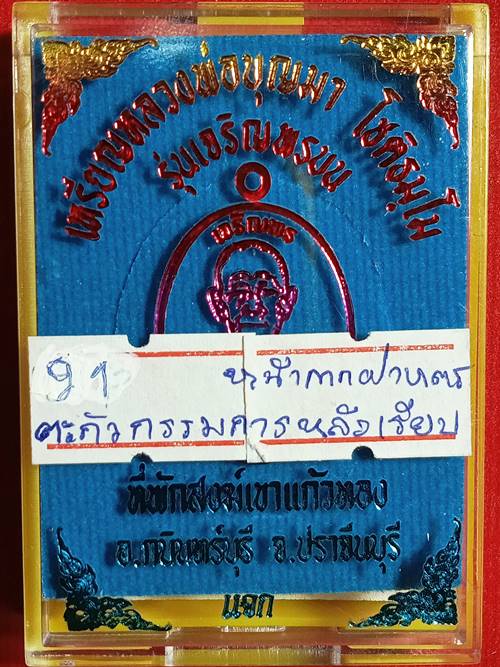 เหรียญหลวงพ่อบุญมา โชติธมฺโม
รุ่นเจริญพรบน
เจริญพร
91 หน้ากากฝาบาตร
ตะกั่วกรรมการหลังเรียบ
ที่พักสงฆ์เขาแก้วทอง
อ.กบินทร์บุรี จ.ปราจีนบุรี
แจก